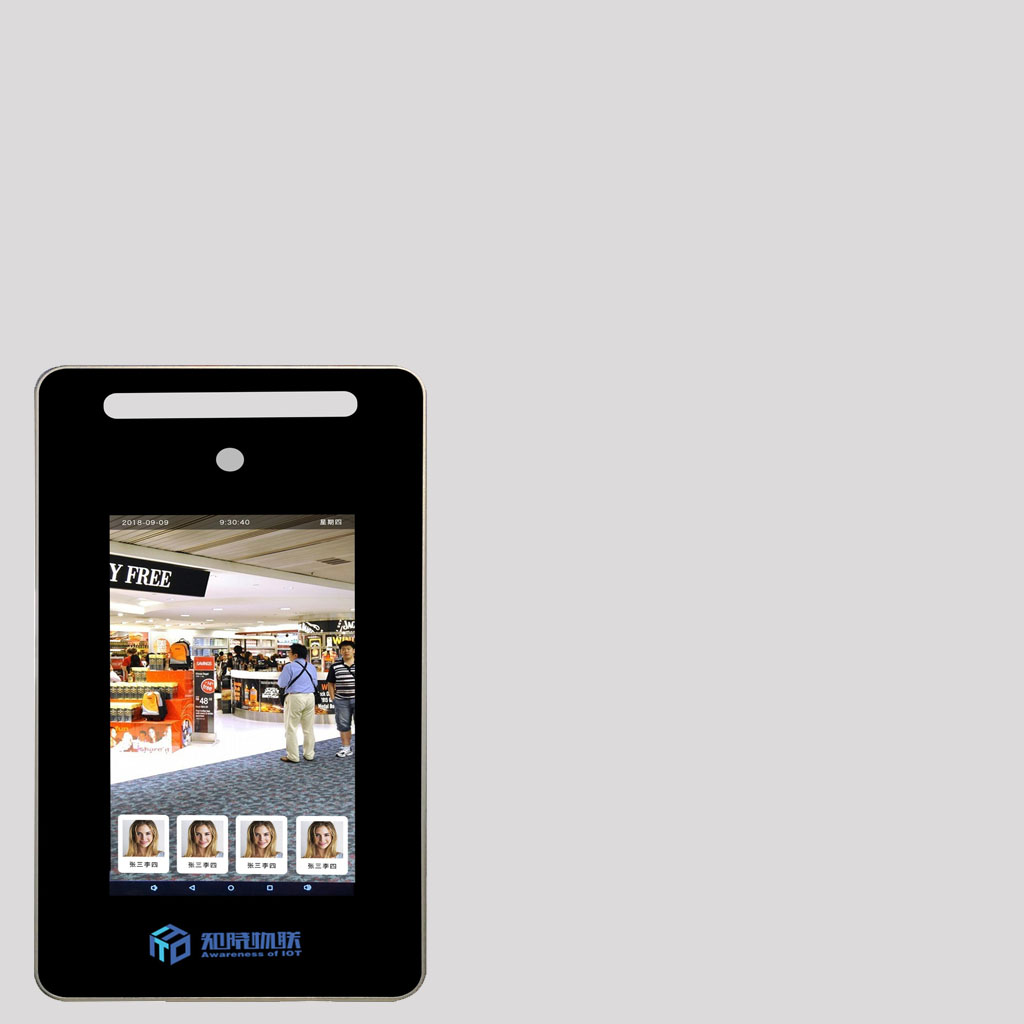 2018-09-09 9:30:40 星期四
Y FREE
SAVINGS
48
张三李四 张三李四 张三李四 张三李四
知晓物联
Awareness of IOT